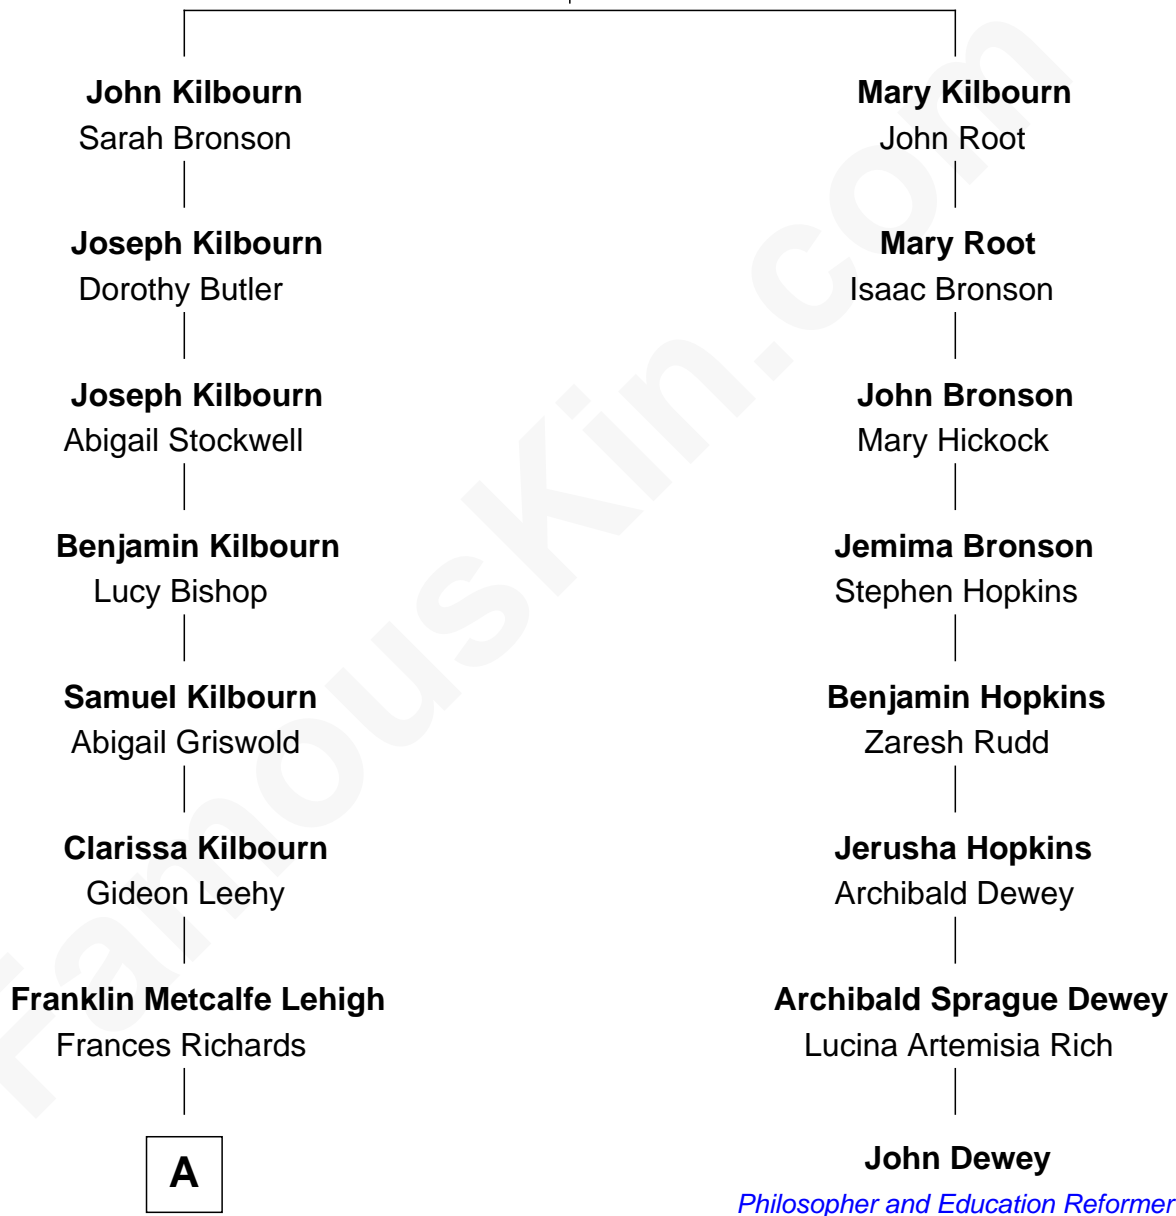 John Kilbourn
Sarah Bronson
Joseph Kilbourn
Dorothy Butler
Joseph Kilbourn
Abigail Stockwell
Benjamin Kilbourn
Lucy Bishop
Samuel Kilbourn
Abigail Griswold
Clarissa Kilbourn
Gideon Leehy
Franklin Metcalfe Lehigh
Frances Richards
A
Mary Kilbourn
John Root
Mary Root
Isaac Bronson
John Bronson
Mary Hickock
Jemima Bronson
Stephen Hopkins
Benjamin Hopkins
Zaresh Rudd
Jerusha Hopkins
Archibald Dewey
Archibald Sprague Dewey
Lucina Artemisia Rich
John Dewey
Philosopher and Education Reformer
FamousKin.com